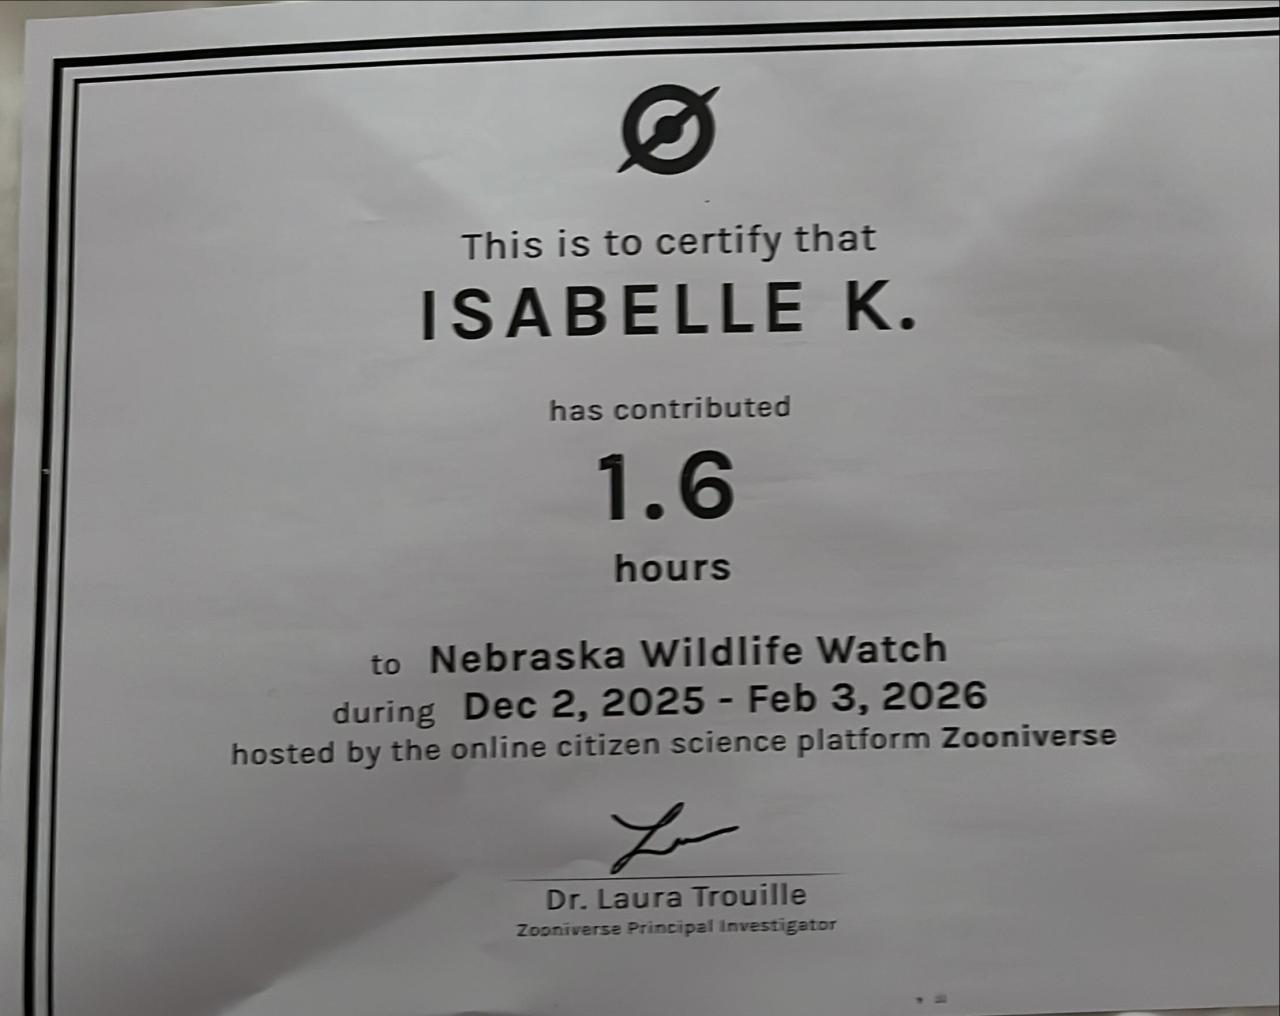 This is to certify that
ISABELLE K.
has contributed
1.6
hours
to Nebraska Wildlife Watch
during Dec 2, 2025 - Feb 3, 2026
hosted by the online citizen science platform Zooniverse
Dr. Laura Trouille
Zooniverse Principal Investigator